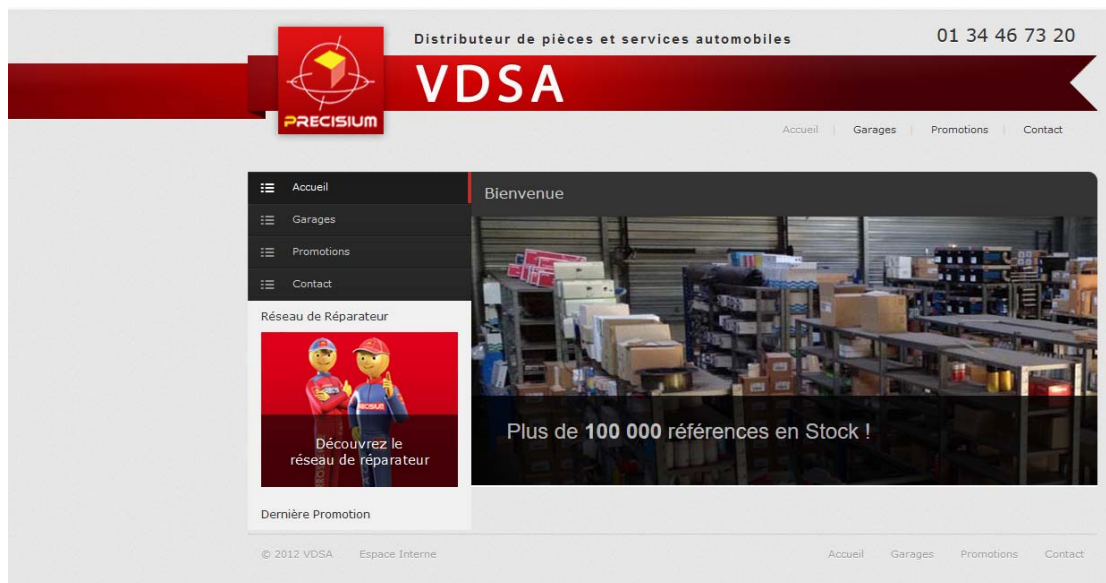 Distributeur de pièces et services automobiles
01 34 46 73 20
VDSA
PRECISIUM
Accueil Garages Promotions Contact
Accueil
Bienvenue
Garages
Promotions
Contact
Réseau de Réparateur
Découvrez le
réseau de réparateur
Plus de 100 000 références en Stock !
Dernière Promotion
© 2012 VDSA Espace Interne
Accueil Garages Promotions Contact